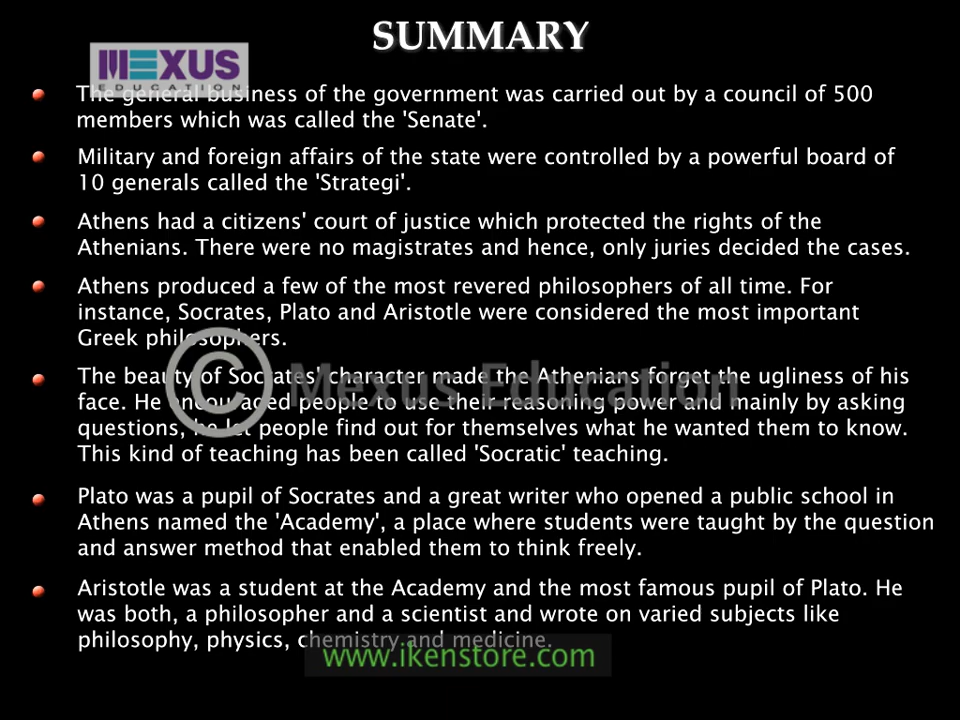 SUMMARY
MEXUS
EDUCATION
The general business of the government was carried out by a council of 500
members which was called the 'Senate'.
Military and foreign affairs of the state were controlled by a powerful board of
10 generals called the 'Strategi'.
Athens had a citizens' court of justice which protected the rights of the
Athenians. There were no magistrates and hence, only juries decided the cases.
Athens produced a few of the most revered philosophers of all time. For
instance, Socrates, Plato and Aristotle were considered the most important
Greek philosophers.
© Mexus Education
The beauty of Socrates' character made the Athenians forget the ugliness of his
face. He encouraged people to use their reasoning power and mainly by asking
questions, he let people find out for themselves what he wanted them to know.
This kind of teaching has been called 'Socratic' teaching.
Plato was a pupil of Socrates and a great writer who opened a public school in
Athens named the 'Academy', a place where students were taught by the question
and answer method that enabled them to think freely.
Aristotle was a student at the Academy and the most famous pupil of Plato. He
was both, a philosopher and a scientist and wrote on varied subjects like
philosophy, physics, chemistry and medicine.
www.ikenstore.com